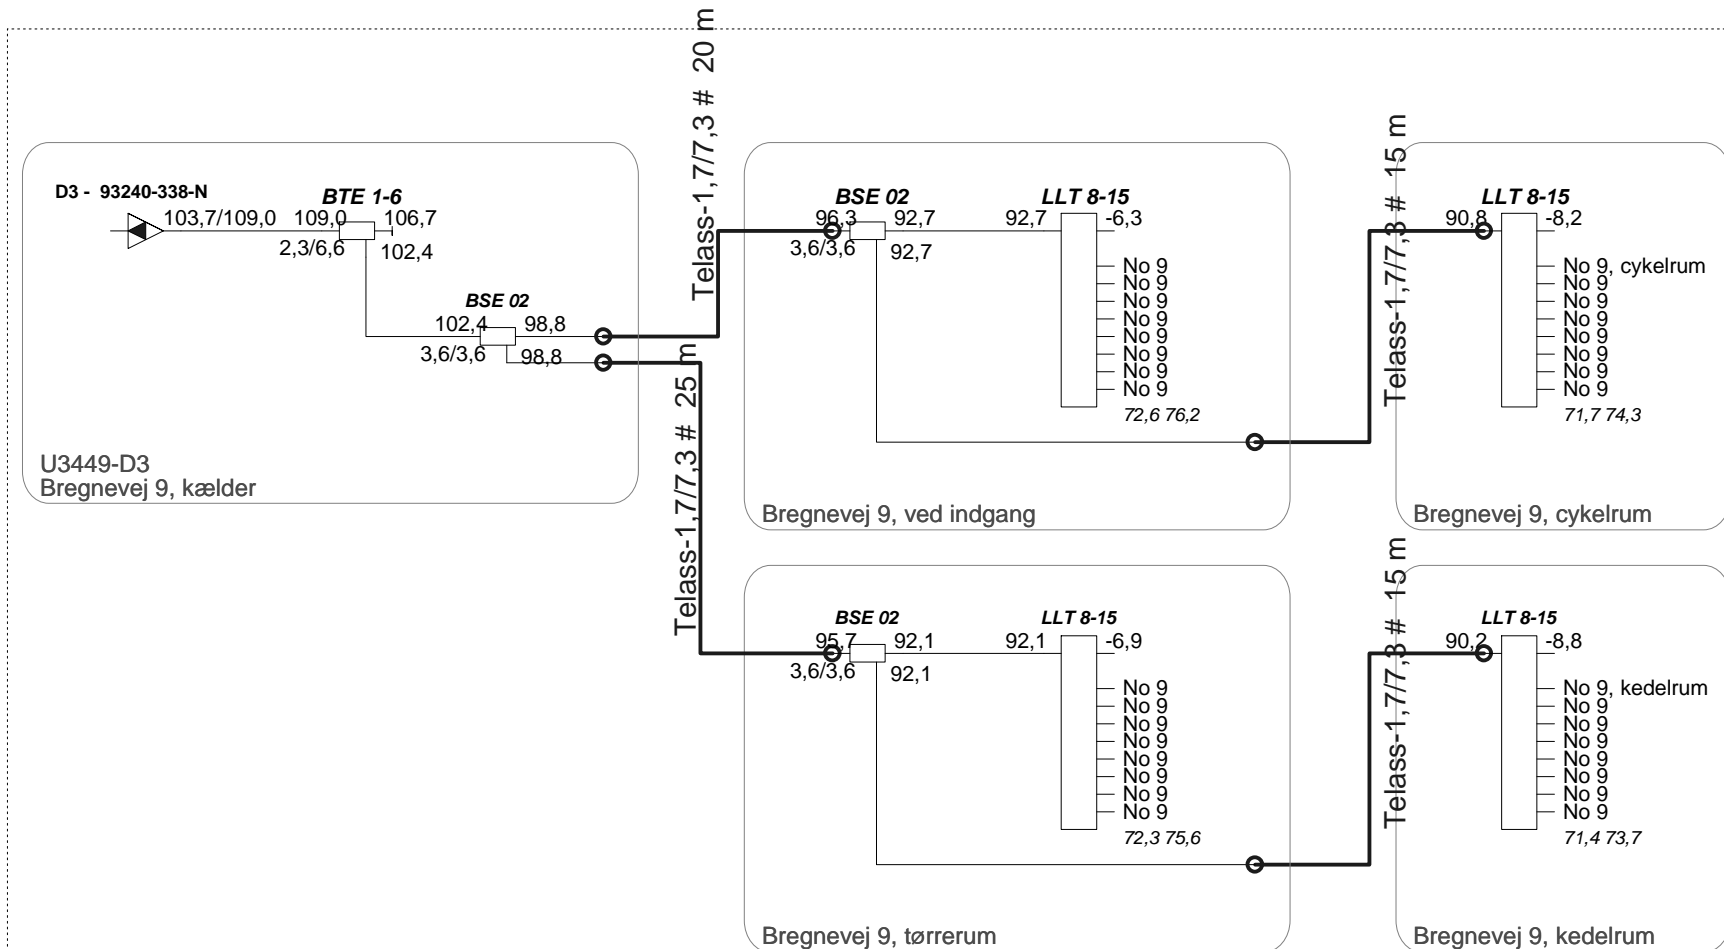 D3 - 93240-338-N
103,7/109,0
BTE 1-6
109,0
106,7
2,3/6,6
102,4
BSE 02
102,4
98,8
3,6/3,6
98,8
U3449-D3
Bregnevej 9, kælder
Telass-1,7/7,3 # 20 m
Telass-1,7/7,3 # 25 m
BSE 02
96,3
92,7
3,6/3,6
92,7
LLT 8-15
92,7
-6,3
No 9
No 9
No 9
No 9
No 9
No 9
No 9
No 9
72,6 76,2
Bregnevej 9, ved indgang
Telass-1,7/7,3 # 15 m
LLT 8-15
90,8
-8,2
No 9, cykelrum
No 9
No 9
No 9
No 9
No 9
No 9
No 9
71,7 74,3
Bregnevej 9, cykelrum
BSE 02
95,7
92,1
3,6/3,6
92,1
LLT 8-15
92,1
-6,9
No 9
No 9
No 9
No 9
No 9
No 9
No 9
No 9
72,3 75,6
Bregnevej 9, tørrerum
Telass-1,7/7,3 # 15 m
LLT 8-15
90,2
-8,8
No 9, kedelrum
No 9
No 9
No 9
No 9
No 9
No 9
No 9
71,4 73,7
Bregnevej 9, kedelrum